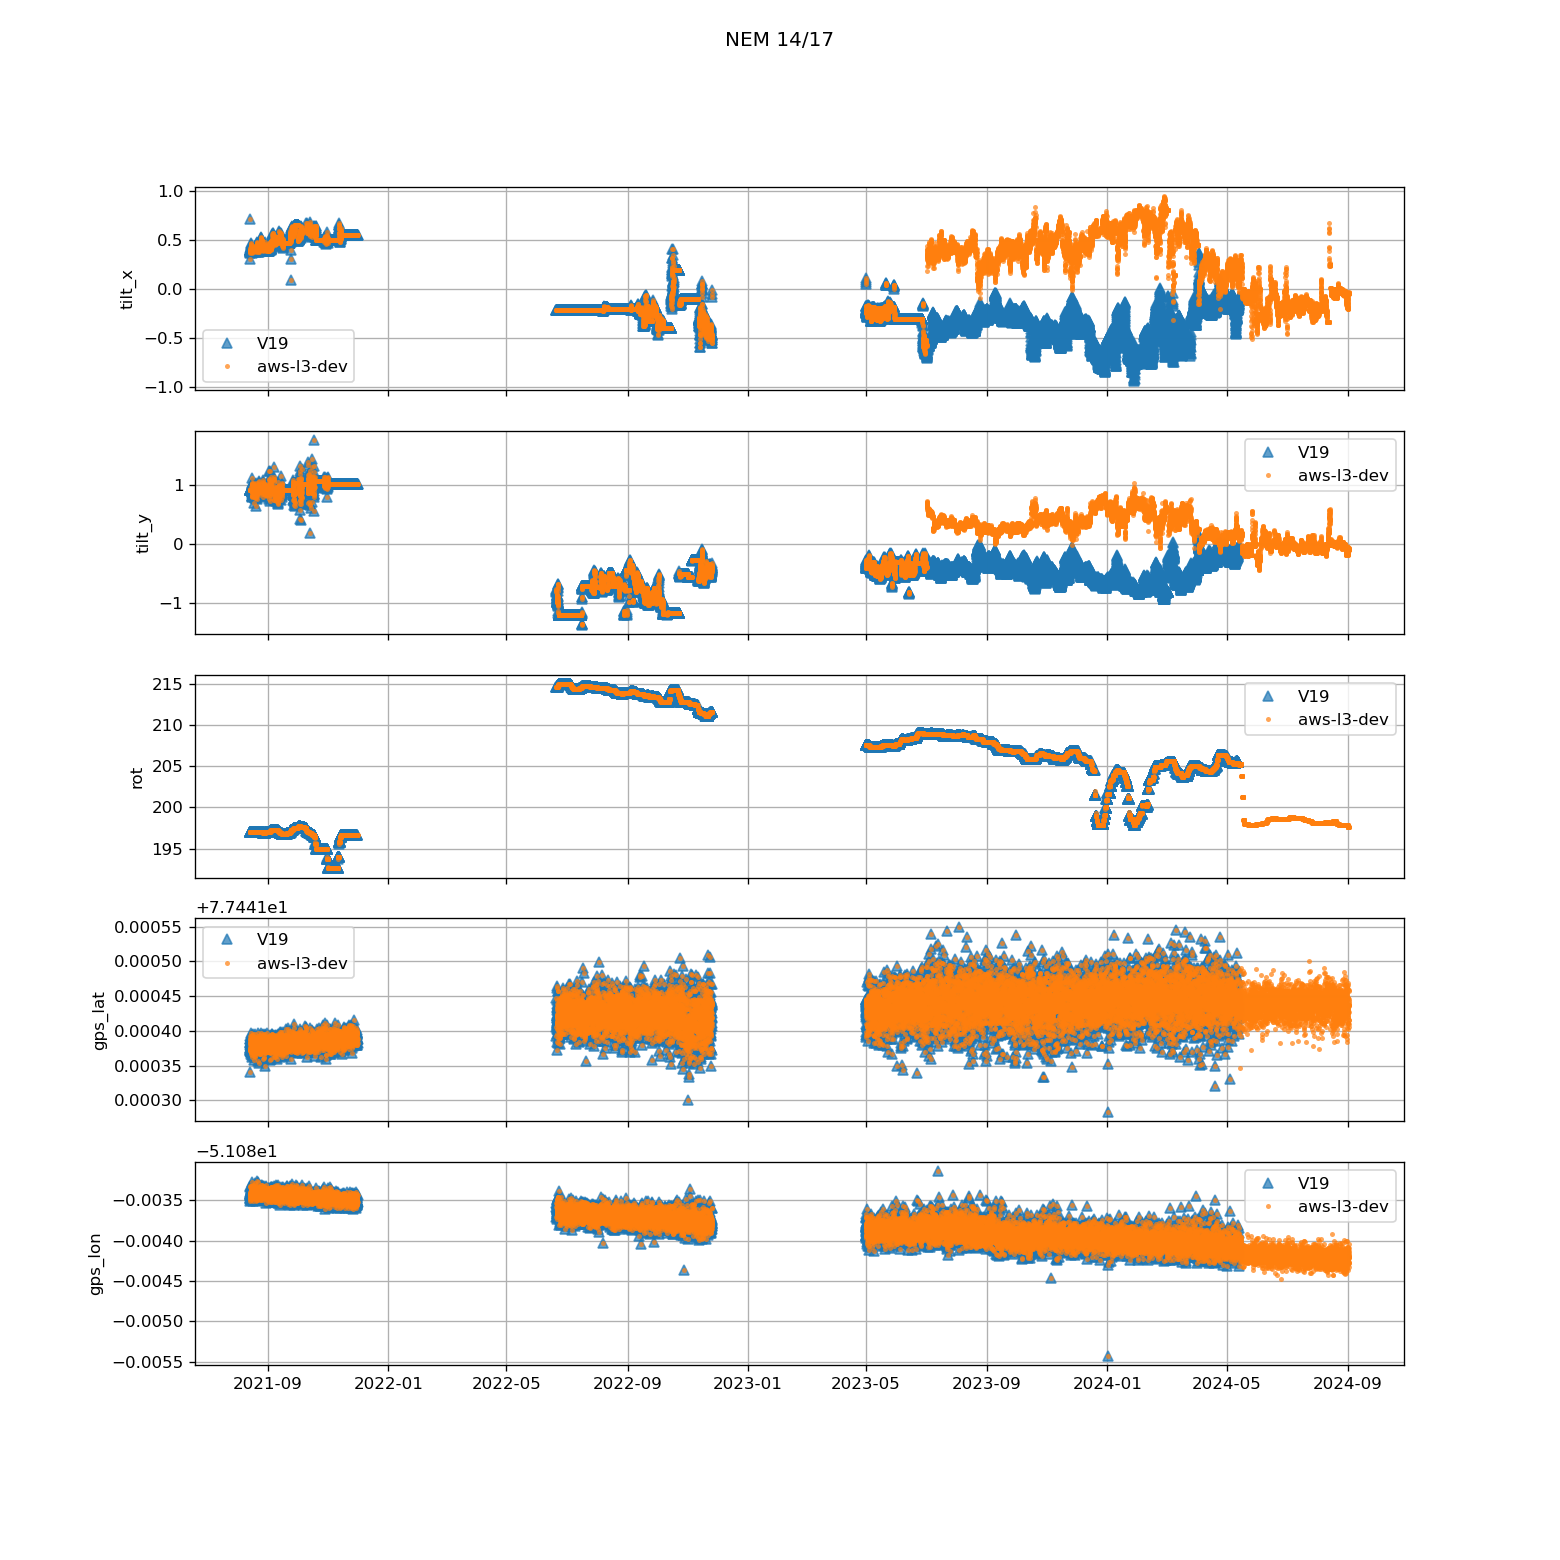 NEM 14/17
1.0
0.5
0.0
−0.5
−1.0
tilt_x
V19
aws-l3-dev
1
0
−1
tilt_y
V19
aws-l3-dev
215
210
205
200
195
rot
V19
aws-l3-dev
+7.7441e1
0.00055
0.00050
0.00045
0.00040
0.00035
0.00030
gps_lat
V19
aws-l3-dev
−5.108e1
−0.0035
−0.0040
−0.0045
−0.0050
−0.0055
gps_lon
V19
aws-l3-dev
2021-09 2022-01 2022-05 2022-09 2023-01 2023-05 2023-09 2024-01 2024-05 2024-09